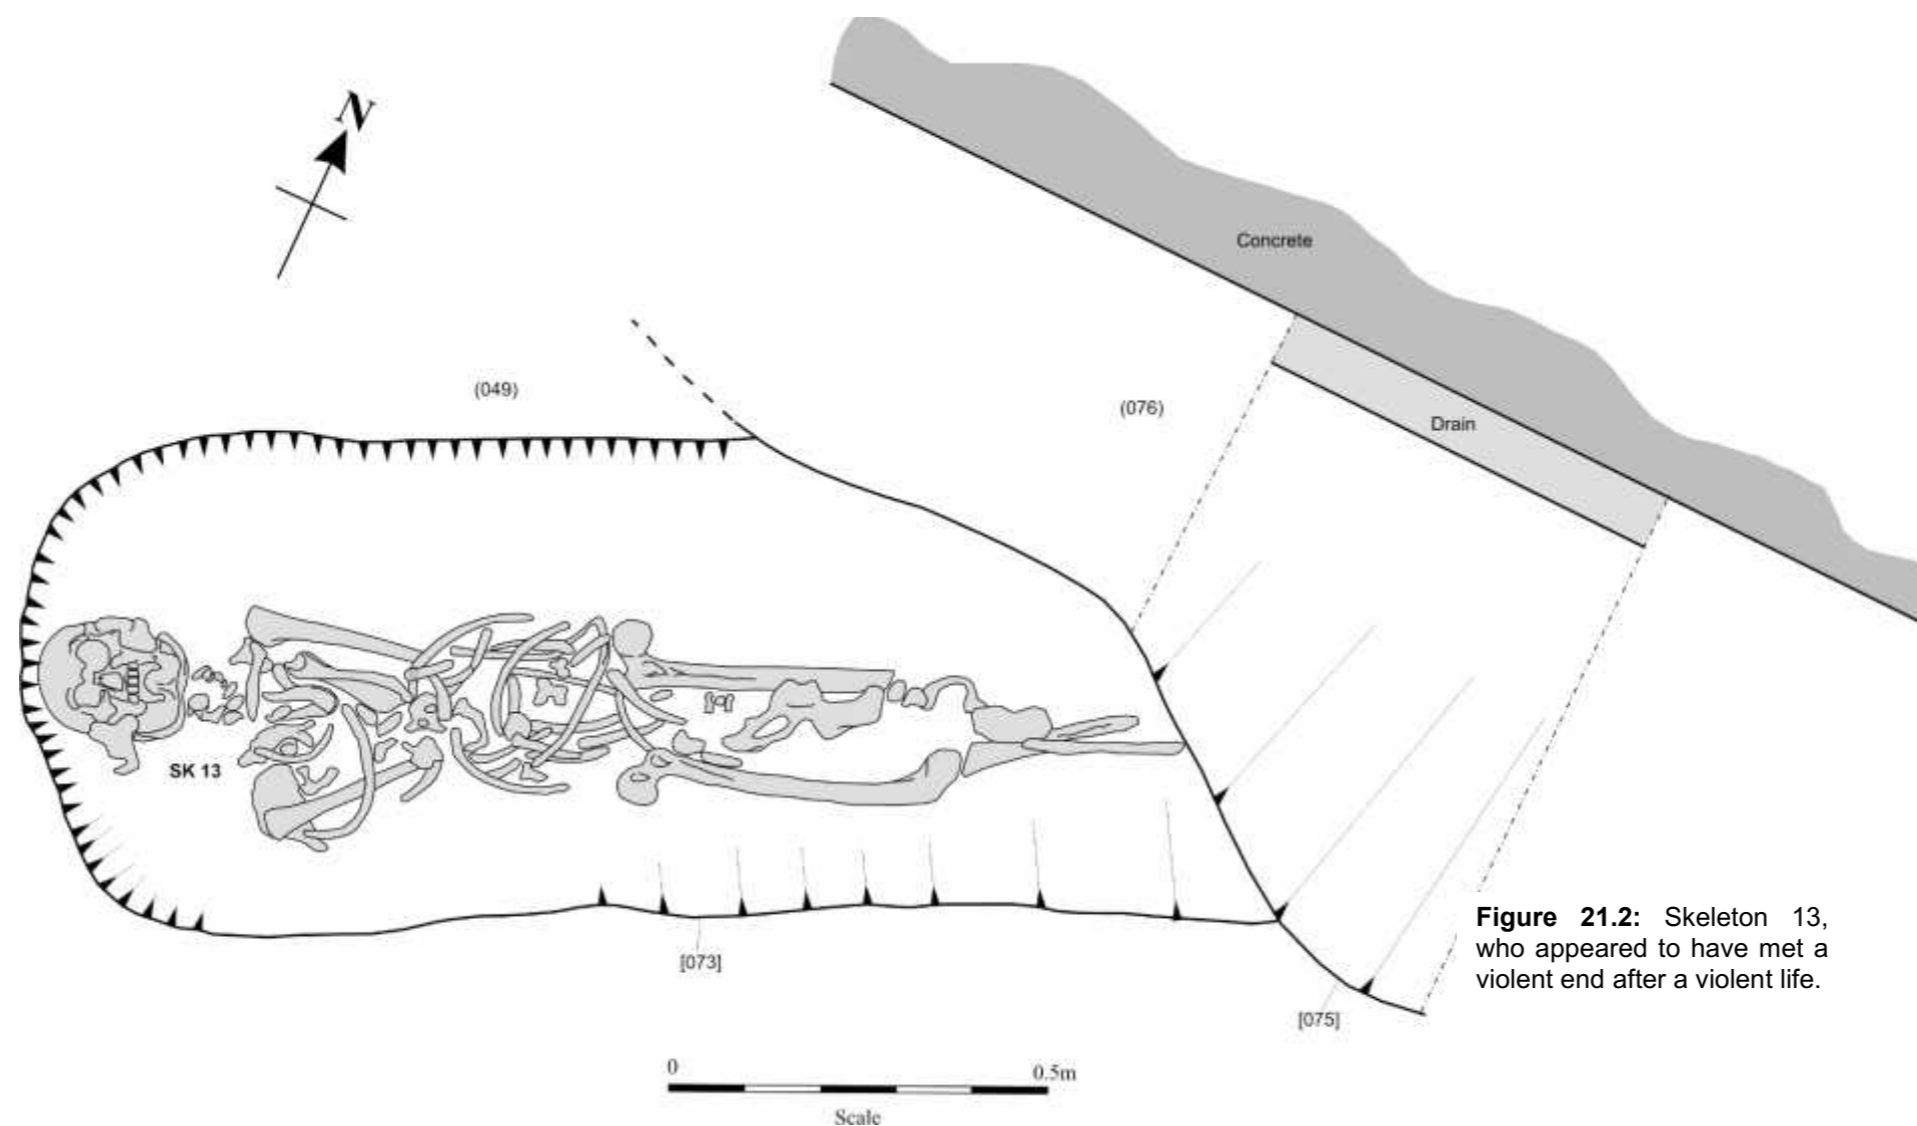 N
Concrete
(049)
(076)
Drain
SK 13
Figure 21.2: Skeleton 13,
who appeared to have met a
violent end after a violent life.
[073]
[075]
0 0.5m
Scale